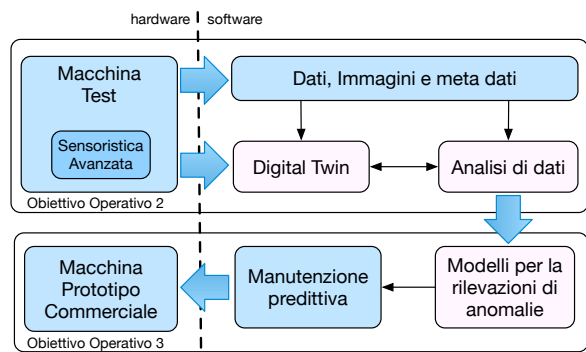 hardware software
Macchina
Test
Sensoristica
Avanzata
Dati, Immagini e meta dati
Digital Twin
Analisi di dati
Obiettivo Operativo 2
Macchina
Prototipo
Commerciale
Manutenzione
predittiva
Modelli per la
rilevazioni di
anomalie
Obiettivo Operativo 3